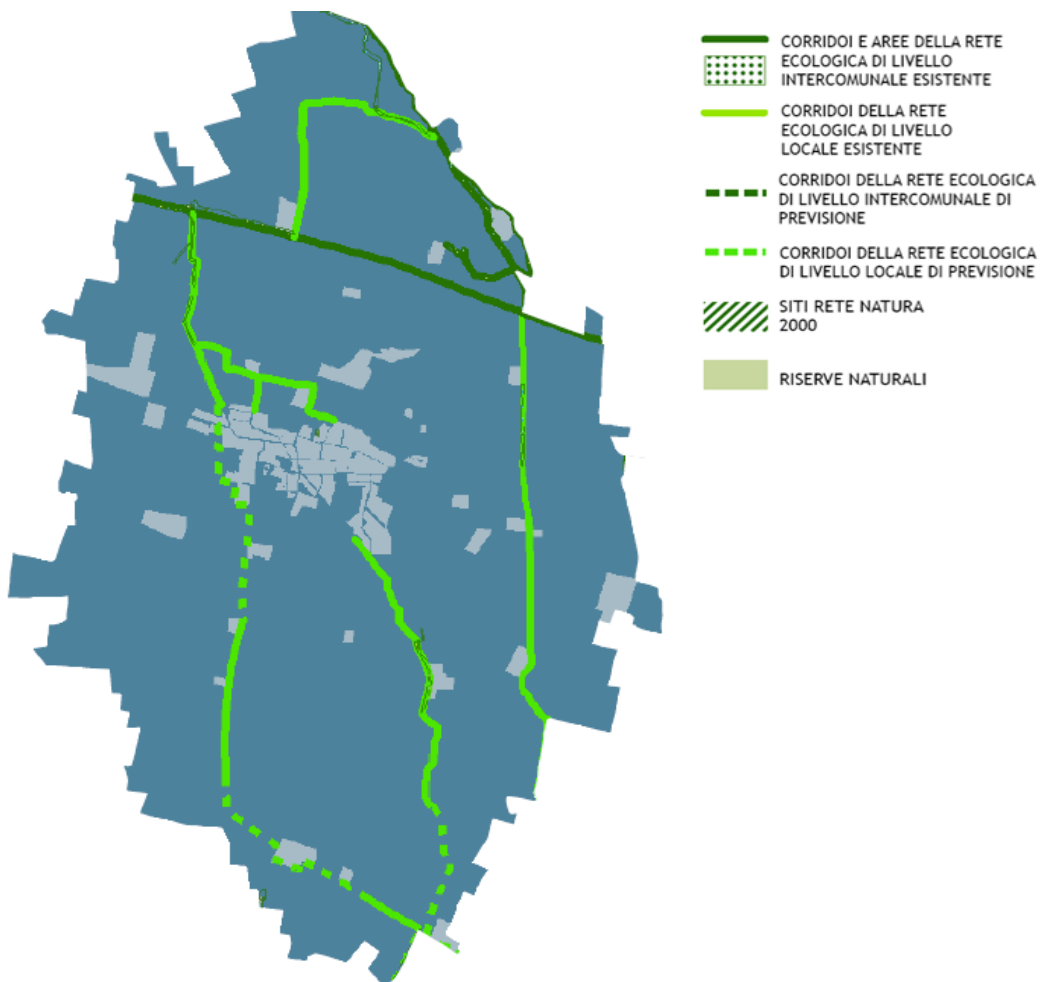 CORRIDOI E AREE DELLA RETE
ECOLOGICA DI LIVELLO
INTERCOMUNALE ESISTENTE
CORRIDOI DELLA RETE
ECOLOGICA DI LIVELLO
LOCALE ESISTENTE
CORRIDOI DELLA RETE ECOLOGICA
DI LIVELLO INTERCOMUNALE DI
PREVISIONE
CORRIDOI DELLA RETE ECOLOGICA
DI LIVELLO LOCALE DI PREVISIONE
SITI RETE NATURA
2000
RISERVE NATURALI